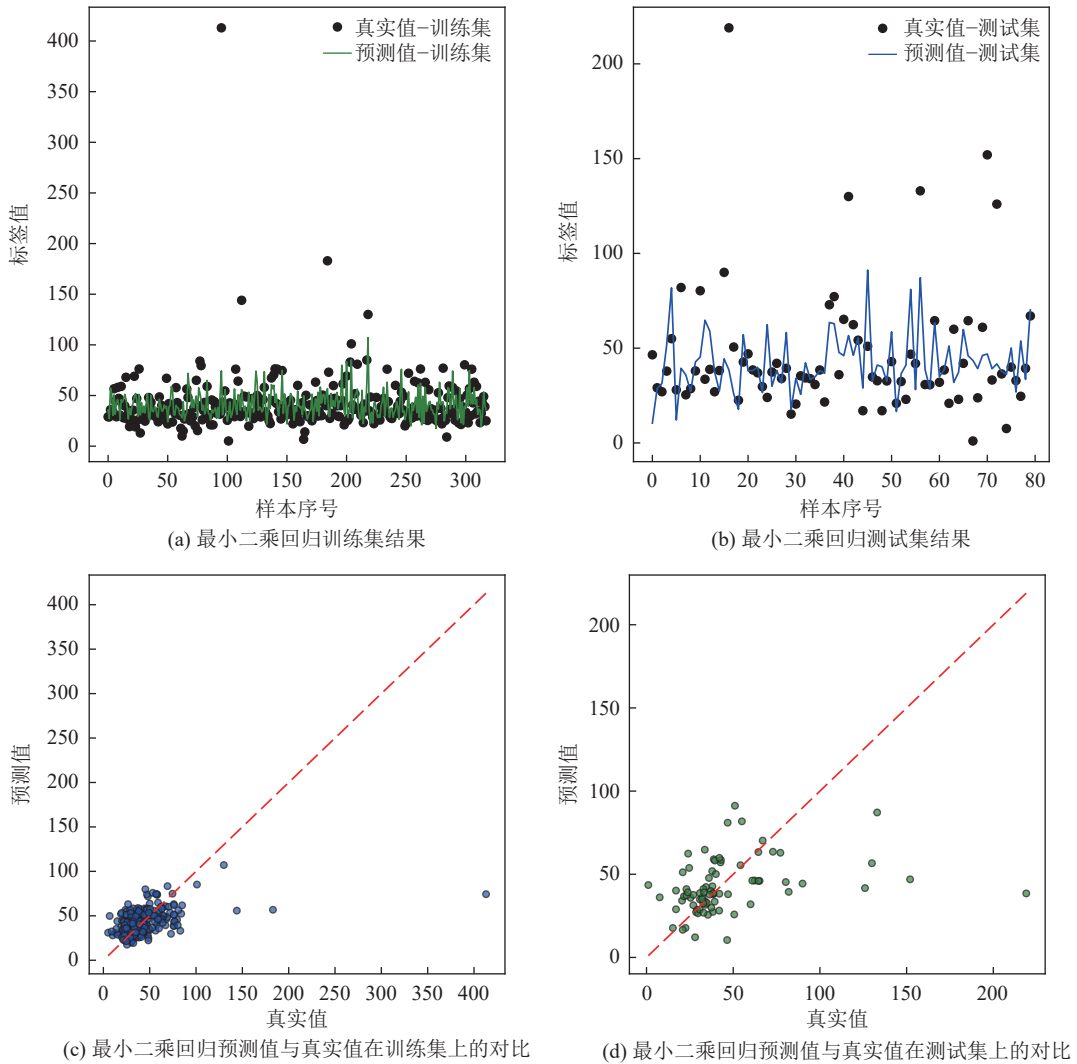 真实值–训练集
预测值–训练集
400
350
300
250
200
150
100
50
0
标签值
0 50 100 150 200 250 300
样本序号
(a) 最小二乘回归训练集结果
真实值–测试集
预测值–测试集
200
150
100
50
0
标签值
0 10 20 30 40 50 60 70 80
样本序号
(b) 最小二乘回归测试集结果
400
350
300
250
200
150
100
50
0
预测值
0 50 100 150 200 250 300 350 400
真实值
(c) 最小二乘回归预测值与真实值在训练集上的对比
200
150
100
50
0
预测值
0 50 100 150 200
真实值
(d) 最小二乘回归预测值与真实值在测试集上的对比